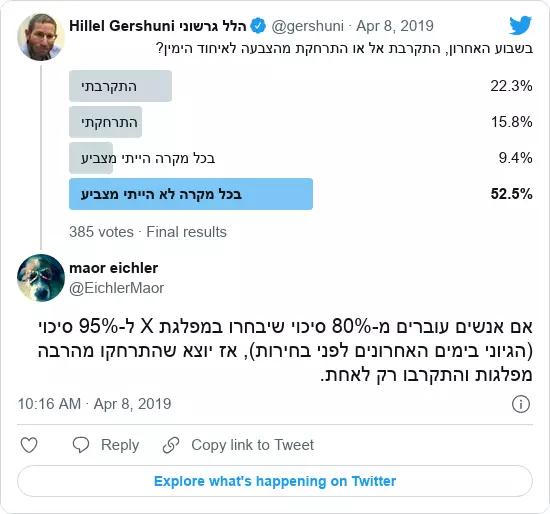 Hillel Gershuni הלל גרשוני @gershuni · Apr 8, 2019
בשבוע האחרון, התקרבת אל או התרחקת מהצבעה לאיחוד הימין?
התקרבתי 22.3%
התרחקתי 15.8%
בכל מקרה הייתי מצביע 9.4%
בכל מקרה לא הייתי מצביע 52.5%
385 votes · Final results
maor eichler
@EichlerMaor
אם אנשים עוברים מ-80% סיכוי שיבחרו במפלגת X ל-95% סיכוי
(הגיוני בימים האחרונים לפני בחירות), אז יוצא שהתרחקו מהרבה
מפלגות והתקרבו רק לאחת.
10:16 AM · Apr 8, 2019
Reply Copy link to Tweet
Explore what's happening on Twitter